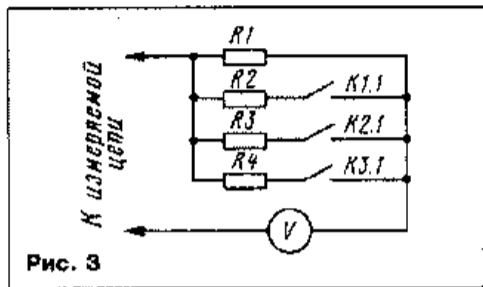 R1
R2
K1.1
R3
K2.1
R4
K3.1
К измеряемой
цепи
V
Рис. 3